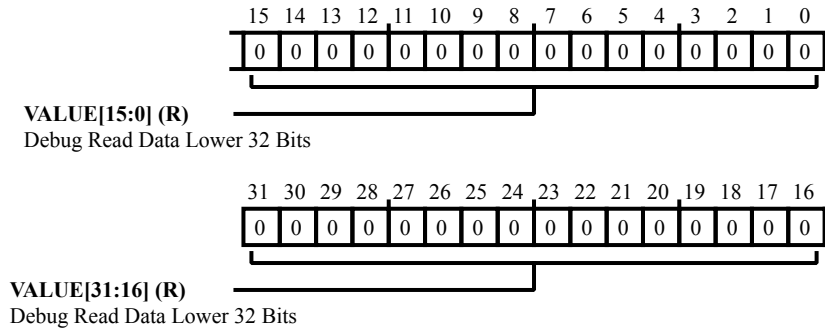 15 14 13 12 11 10 9 8 7 6 5 4 3 2 1 0
0 0 0 0 0 0 0 0 0 0 0 0 0 0 0 0
VALUE[15:0] (R)
Debug Read Data Lower 32 Bits
31 30 29 28 27 26 25 24 23 22 21 20 19 18 17 16
0 0 0 0 0 0 0 0 0 0 0 0 0 0 0 0
VALUE[31:16] (R)
Debug Read Data Lower 32 Bits